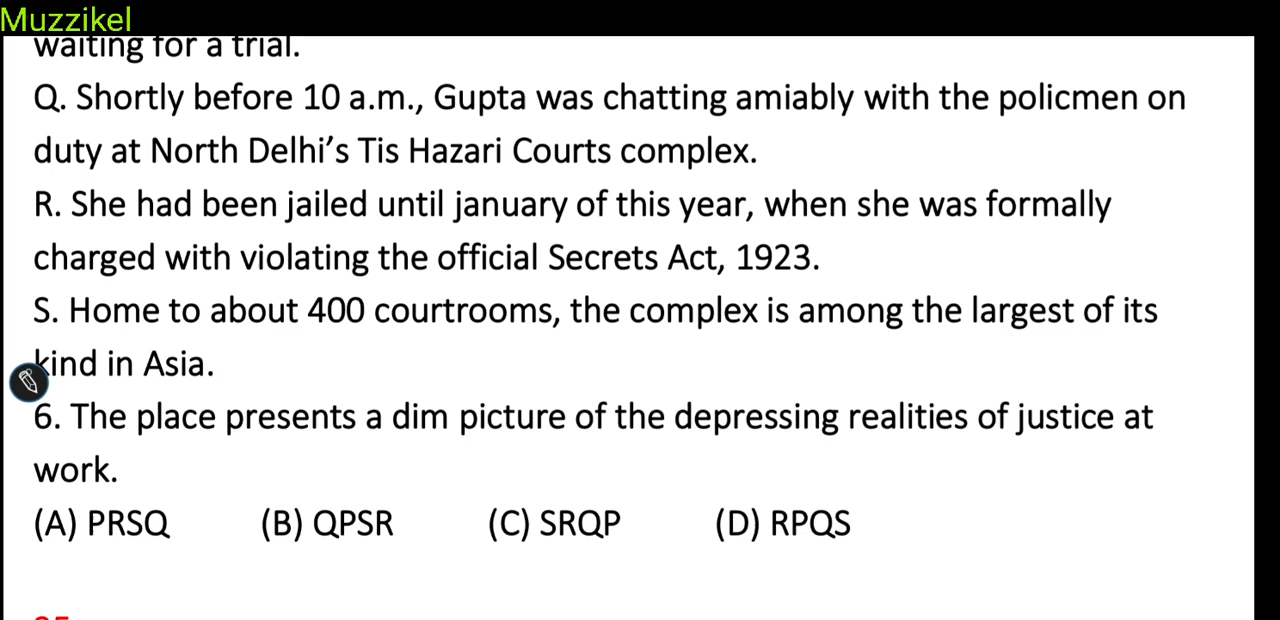 Muzzikel
waiting for a trial.
Q. Shortly before 10 a.m., Gupta was chatting amiably with the policmen on
duty at North Delhi’s Tis Hazari Courts complex.
R. She had been jailed until january of this year, when she was formally
charged with violating the official Secrets Act, 1923.
S. Home to about 400 courtrooms, the complex is among the largest of its
kind in Asia.
6. The place presents a dim picture of the depressing realities of justice at
work.
(A) PRSQ (B) QPSR (C) SRQP (D) RPQS